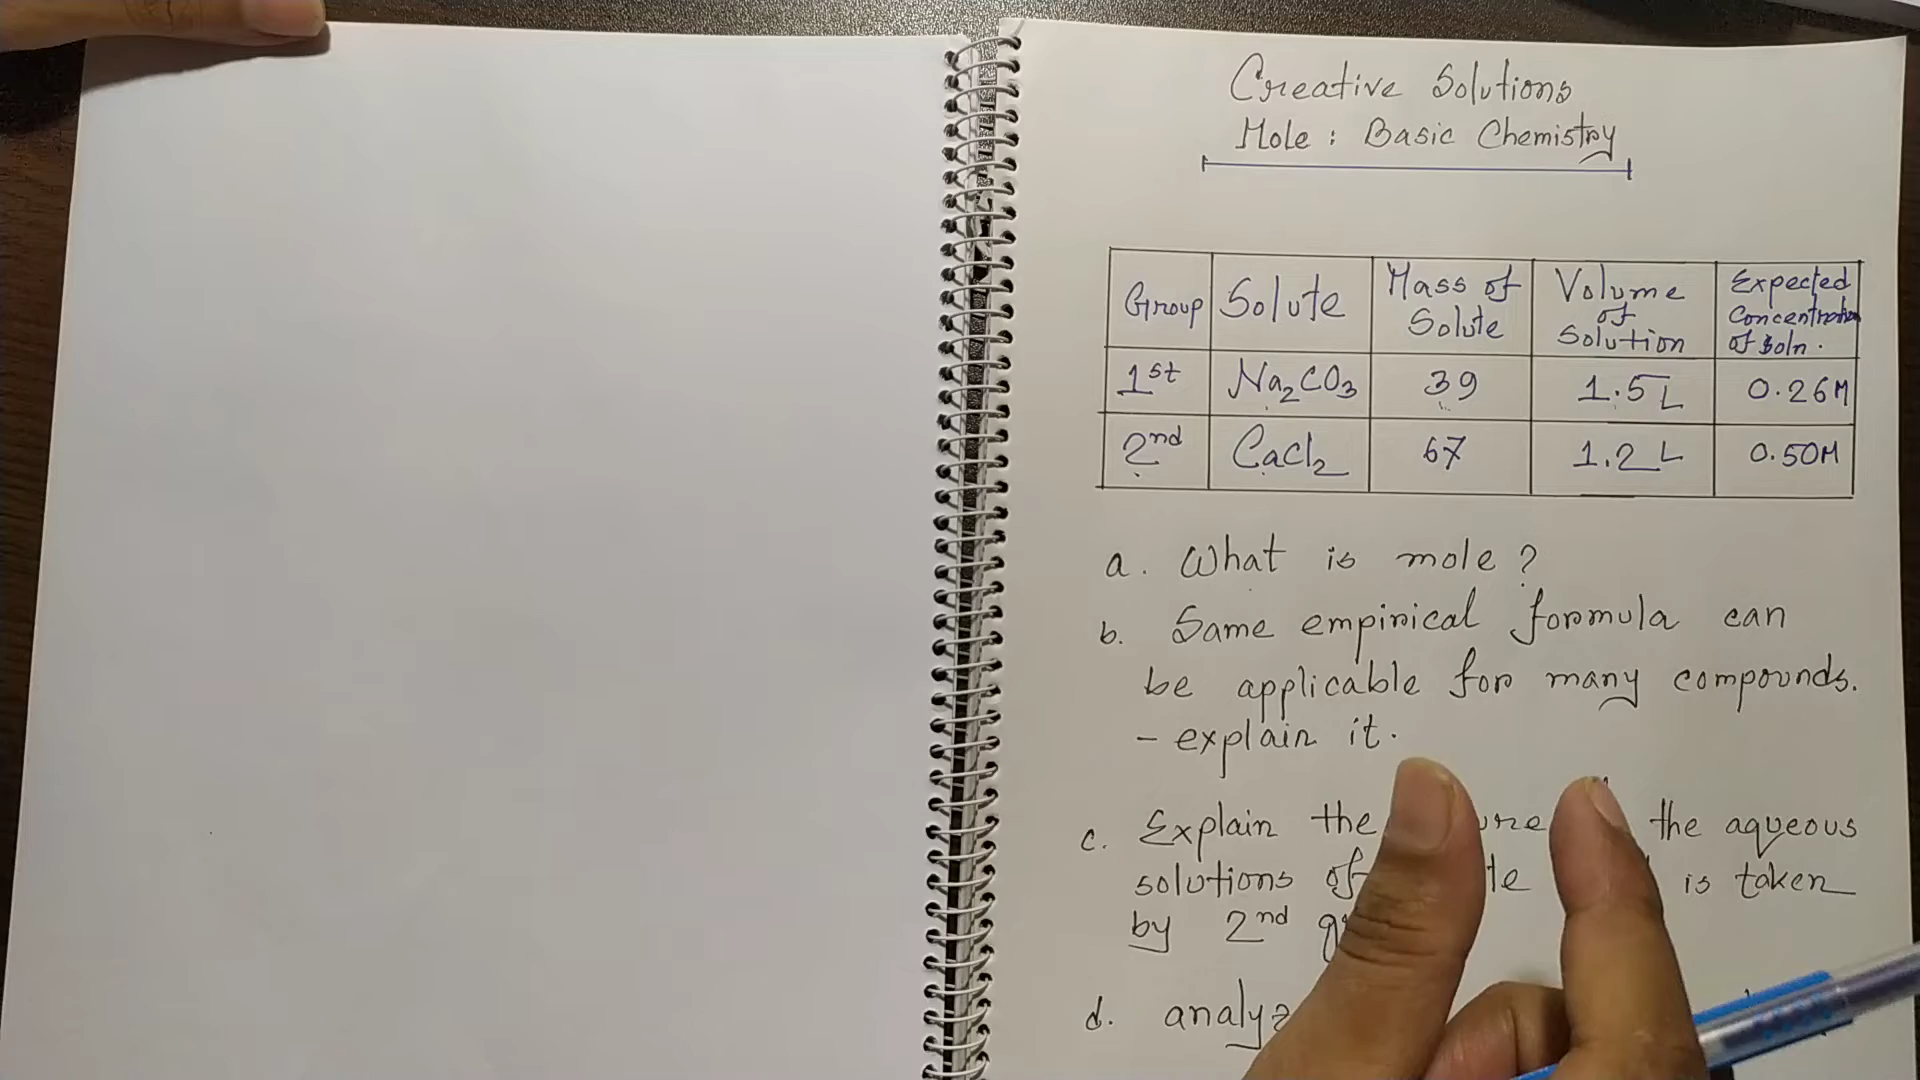 Creative Solutions
Mole : Basic Chemistry
Group Solute Mass of Solute Volume of Solution Expected Concentration of Soln.
1st Na2CO3 39 1.5 L 0.26M
2nd CaCl2 67 1.2 L 0.50M
a. What is mole?
b. Same empirical formula can
be applicable for many compounds.
- explain it.
c. Explain the the aqueous
solutions of is taken
by 2nd
d.